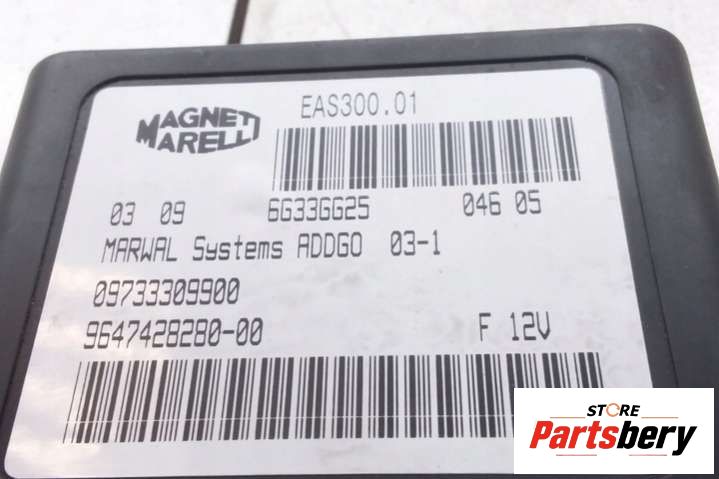 MAGNETI
MARELLI
EAS300.01
03 09 6G33GG25 046 05
MARWAL Systems ADDGO 03-1
09733309900
9647428280-00 F 12V
STORE
Partsbery